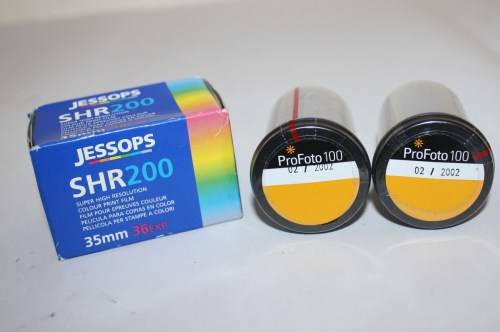 JESSOPS
SHR200
JESSOPS
SHR200
SUPER HIGH RESOLUTION
COLOUR PRINT FILM
FILM POUR EPREUVES COULEUR
PELICULA PARA COPIAS EN COLOR
PELLICOLA PER STAMPE A COLORI
35mm 36EXP
ProFoto 100
02 / 2002
ProFoto 100
02 / 2002